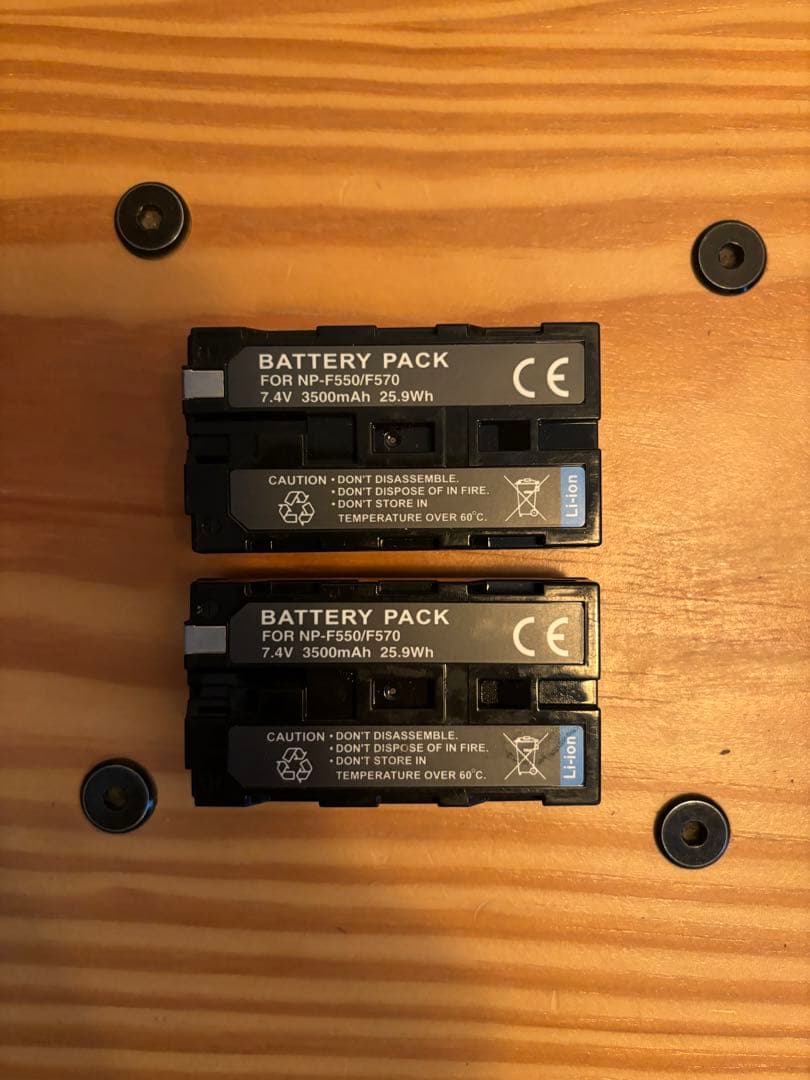 BATTERY PACK
FOR NP-F550/F570
7.4V 3500mAh 25.9Wh
CE
CAUTION • DON'T DISASSEMBLE.
• DON'T DISPOSE OF IN FIRE.
• DON'T STORE IN
TEMPERATURE OVER 60°C.
Li-ion
BATTERY PACK
FOR NP-F550/F570
7.4V 3500mAh 25.9Wh
CE
CAUTION • DON'T DISASSEMBLE.
• DON'T DISPOSE OF IN FIRE.
• DON'T STORE IN
TEMPERATURE OVER 60°C.
Li-ion